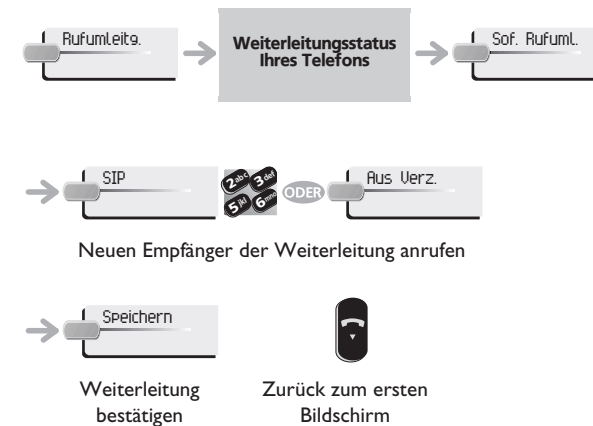 Rufumleitg.
Weiterleitungsstatus
Ihres Telefons
Sof. Rufuml.
SIP
2abc 3def
5jkl 6mno
ODER
Aus Verz.
Neuen Empfänger der Weiterleitung anrufen
Speichern
Weiterleitung
bestätigen
Zurück zum ersten
Bildschirm